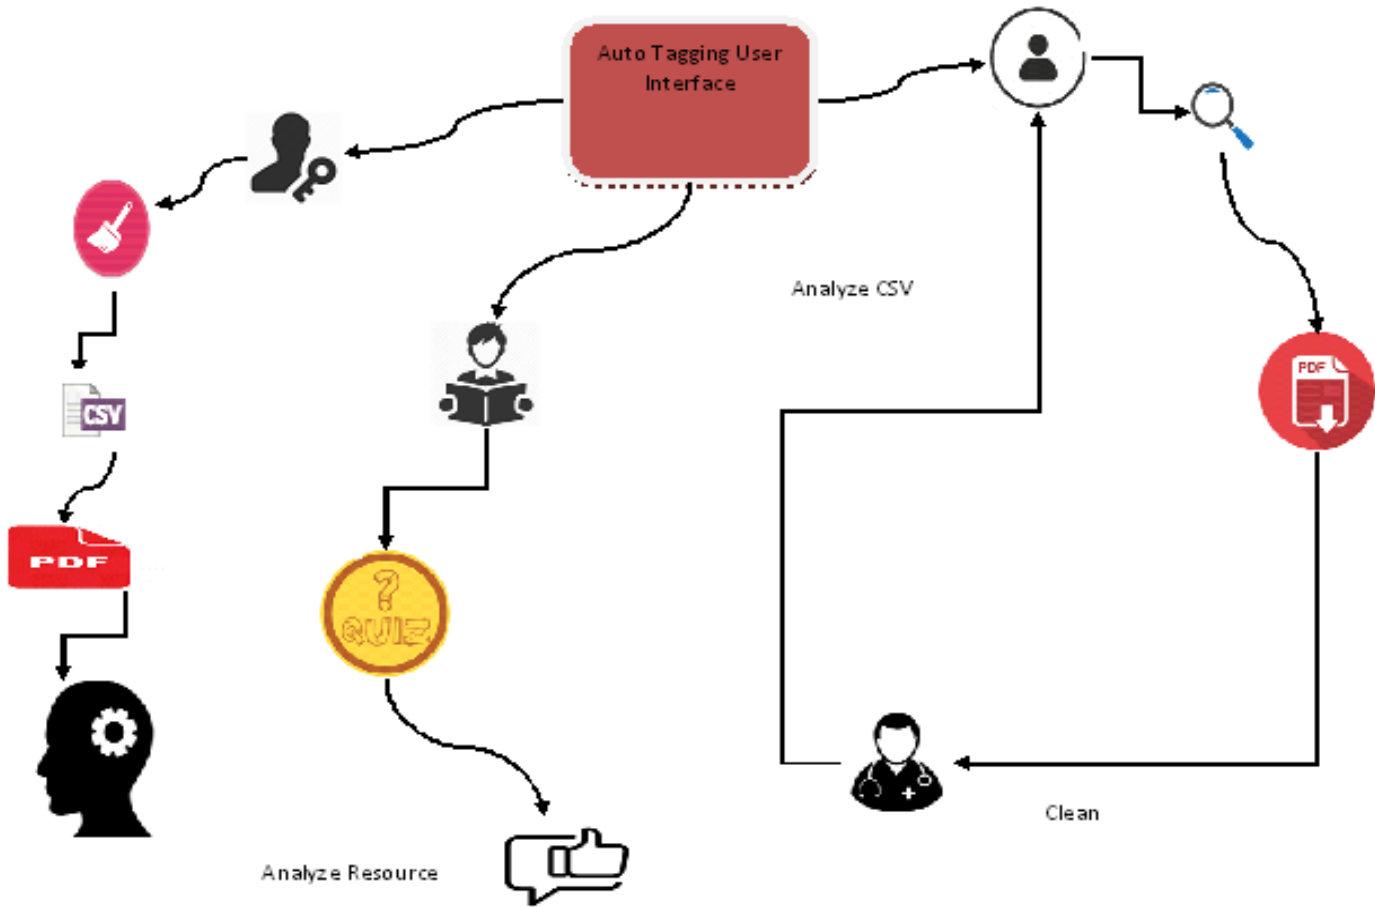 Auto Tagging User
Interface
Analyze CSV
PDF
CSV
PDF
?
QUIZ
Clean
Analyze Resource